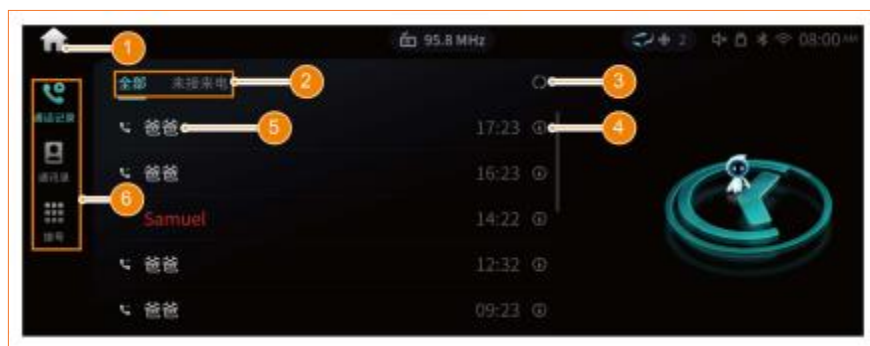 1
95.8 MHz
2
08:00 AM
全部 未接来电
2
3
通话记录
爸爸
5
17:23
4
通讯录
爸爸
16:23
6
Samuel
14:22
拨号
爸爸
12:32
爸爸
09:23